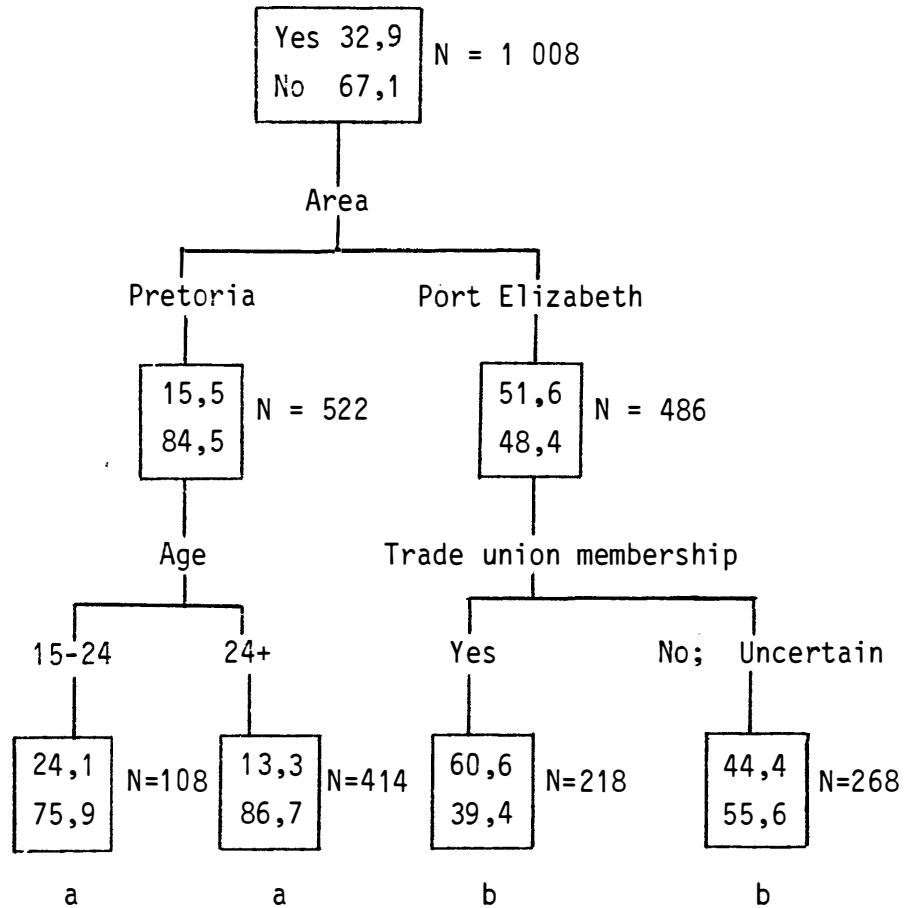 Yes 32,9
No 67,1
N = 1 008
Area
Pretoria Port Elizabeth
15,5
84,5
N = 522
51,6
48,4
N = 486
Age Trade union membership
15-24 24+ Yes No; Uncertain
24,1
75,9
N=108
13,3
86,7
N=414
60,6
39,4
N=218
44,4
55,6
N=268
a a b b